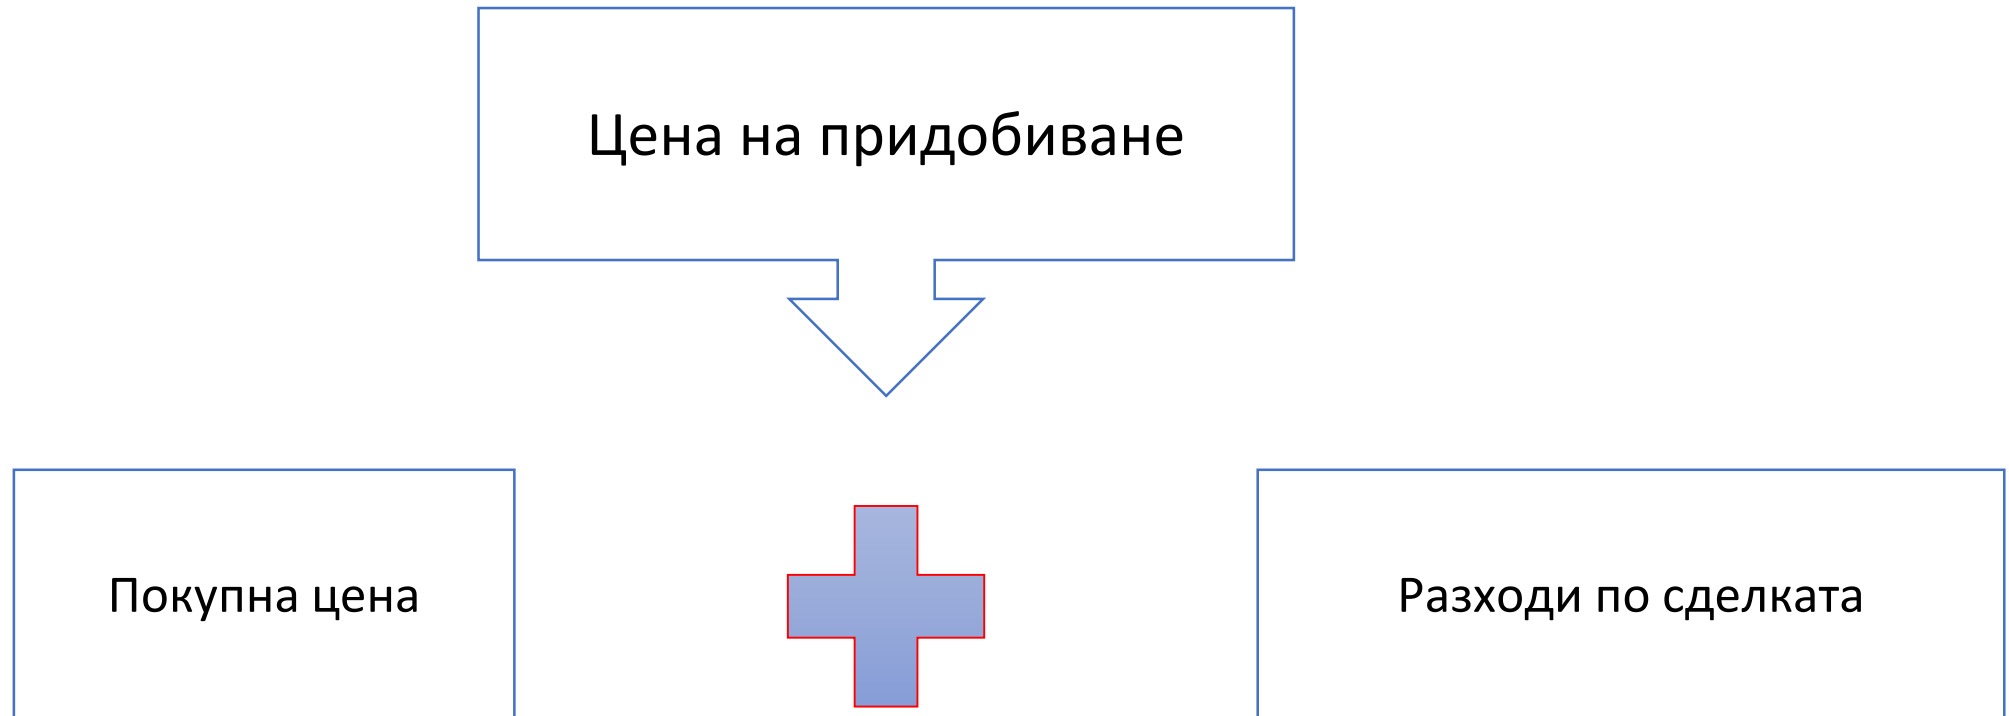 Цена на придобиване
Покупна цена
Разходи по сделката